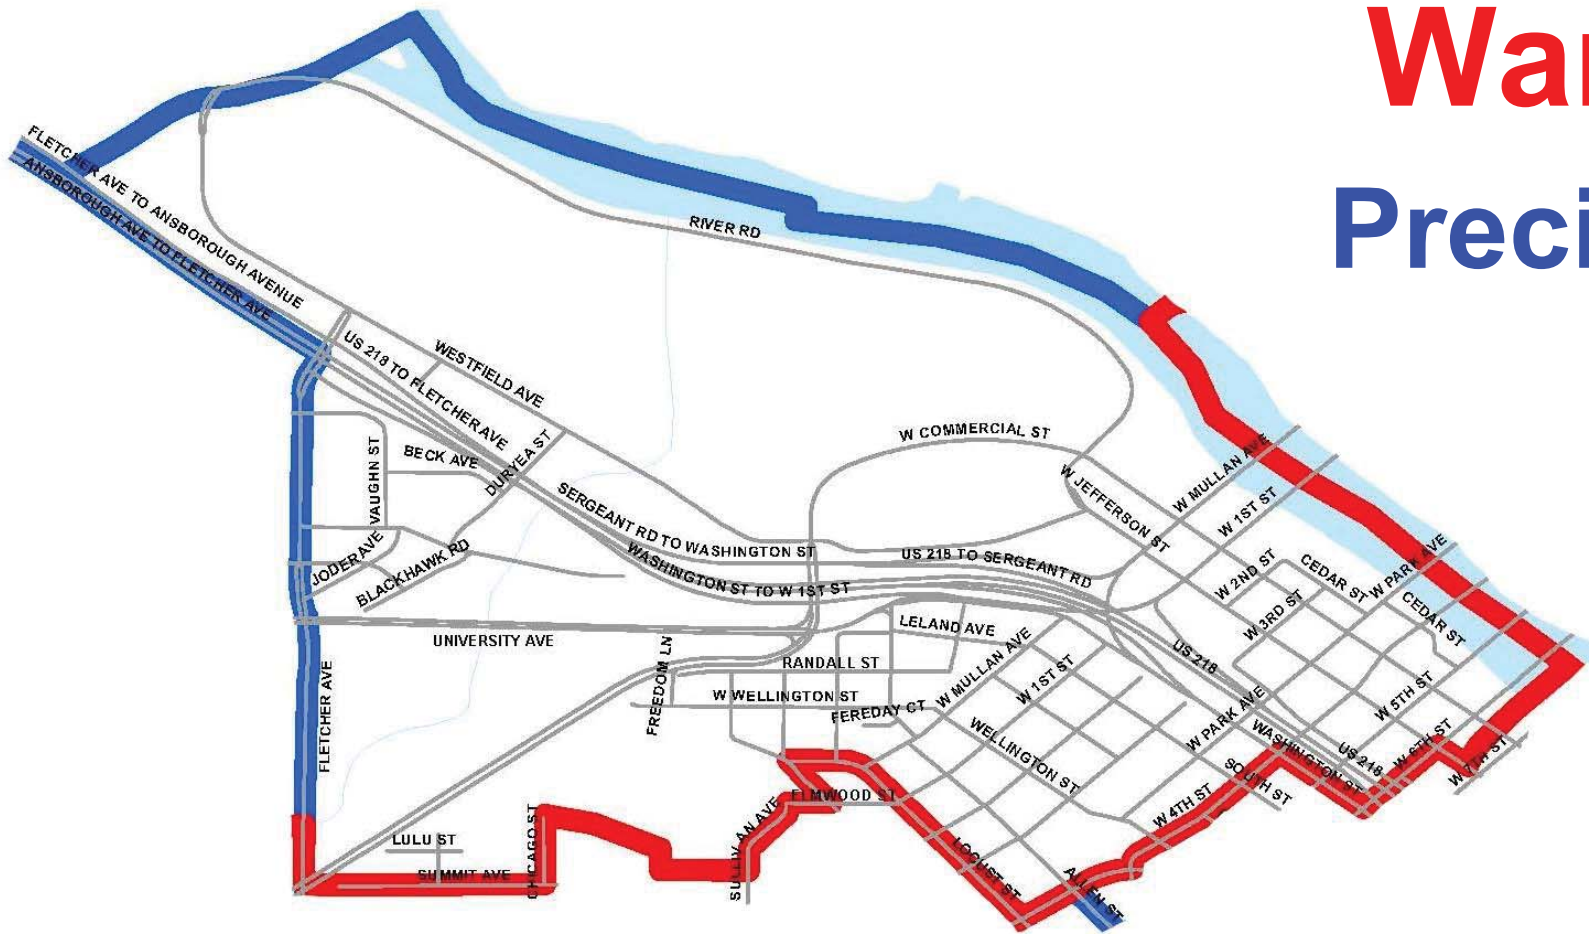 War
Preci
FLETCHER AVE TO ANSBOROUGH AVENUE
ANSBOROUGH AVE TO FLETCHER AVE
RIVER RD
US 218 TO FLETCHER AVE
WESTFIELD AVE
W COMMERCIAL ST
VAUGHN ST
BECK AVE
DURYEA ST
W JEFFERSON ST
W MULLAN AVE
W 1ST ST
SERGEANT RD TO WASHINGTON ST
US 218 TO SERGEANT RD
WASHINGTON ST TO W 1ST ST
JODER AVE
BLACKHAWK RD
W 2ND ST
CEDAR ST
W PARK AVE
W 3RD ST
CEDAR ST
UNIVERSITY AVE
LELAND AVE
FREEDOM LN
RANDALL ST
W MULLAN AVE
W 1ST ST
US 218
FLETCHER AVE
W WELLINGTON ST
FEREDAY CT
WELLINGTON ST
W PARK AVE
W 5TH ST
WASHINGTON ST
US 218
W 6TH ST
W 7TH ST
SOUTH ST
ELMWOOD ST
W 4TH ST
SULLIVAN AVE
LULU ST
SUMMIT AVE
CHICAGO ST
LOCUST ST
ALLEN ST